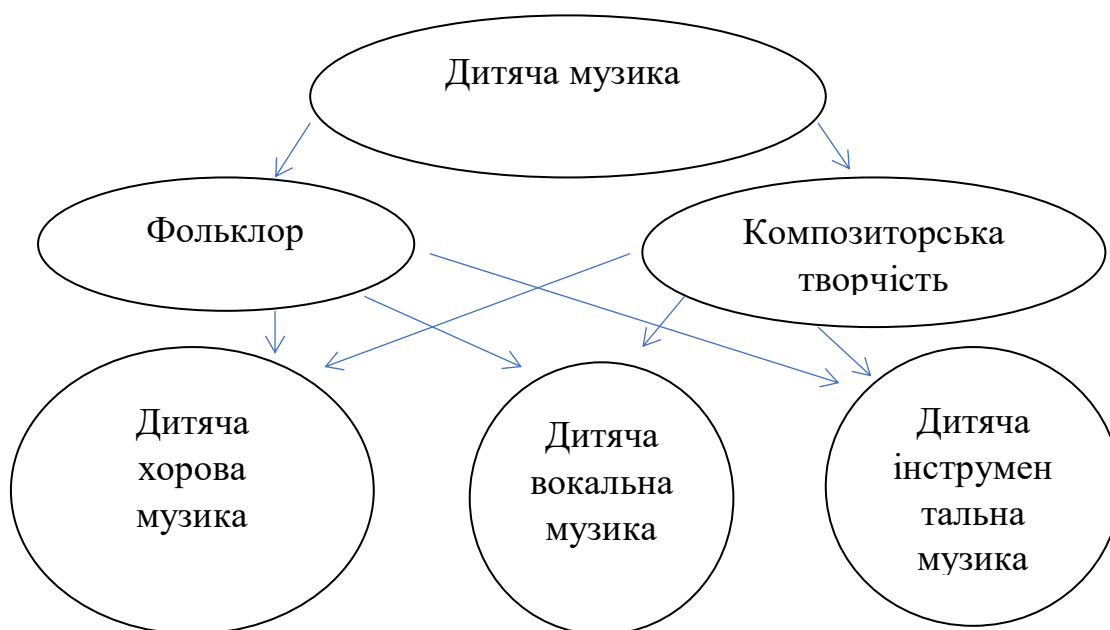 Дитяча музика
Фольклор
Композиторська
творчість
Дитяча
хорова
музика
Дитяча
вокальна
музика
Дитяча
інструмен
тальна
музика